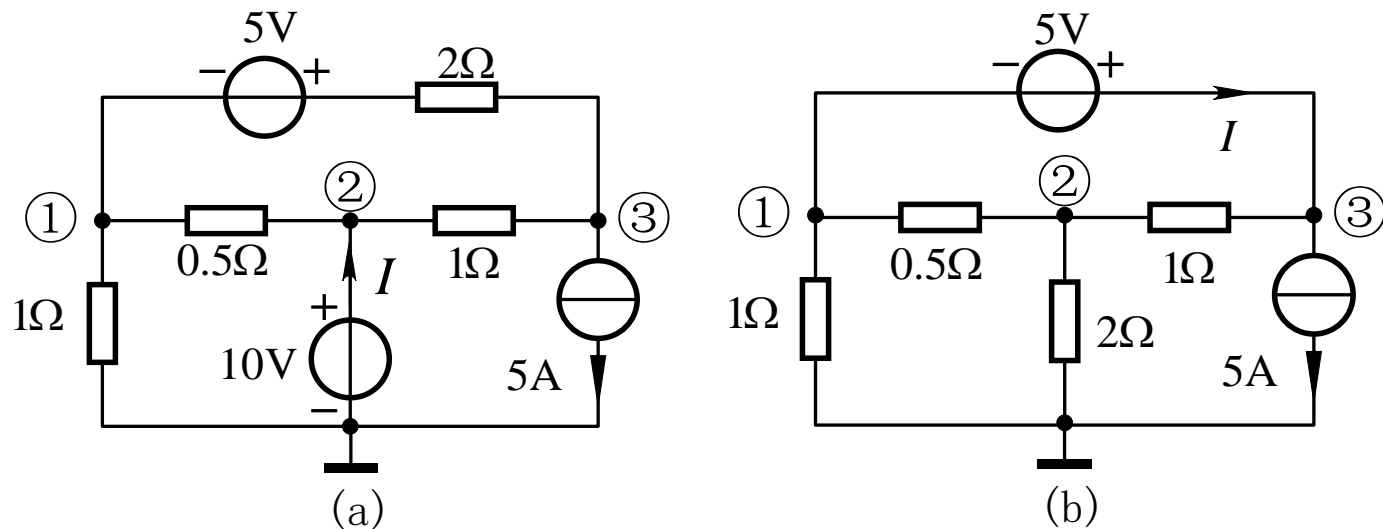 5V
− + 2Ω
① ② ③
0.5Ω I 1Ω
1Ω
+
10V 5A
−
(a)
5V
− +
I
① ② ③
0.5Ω 1Ω
1Ω 2Ω
5A
(b)